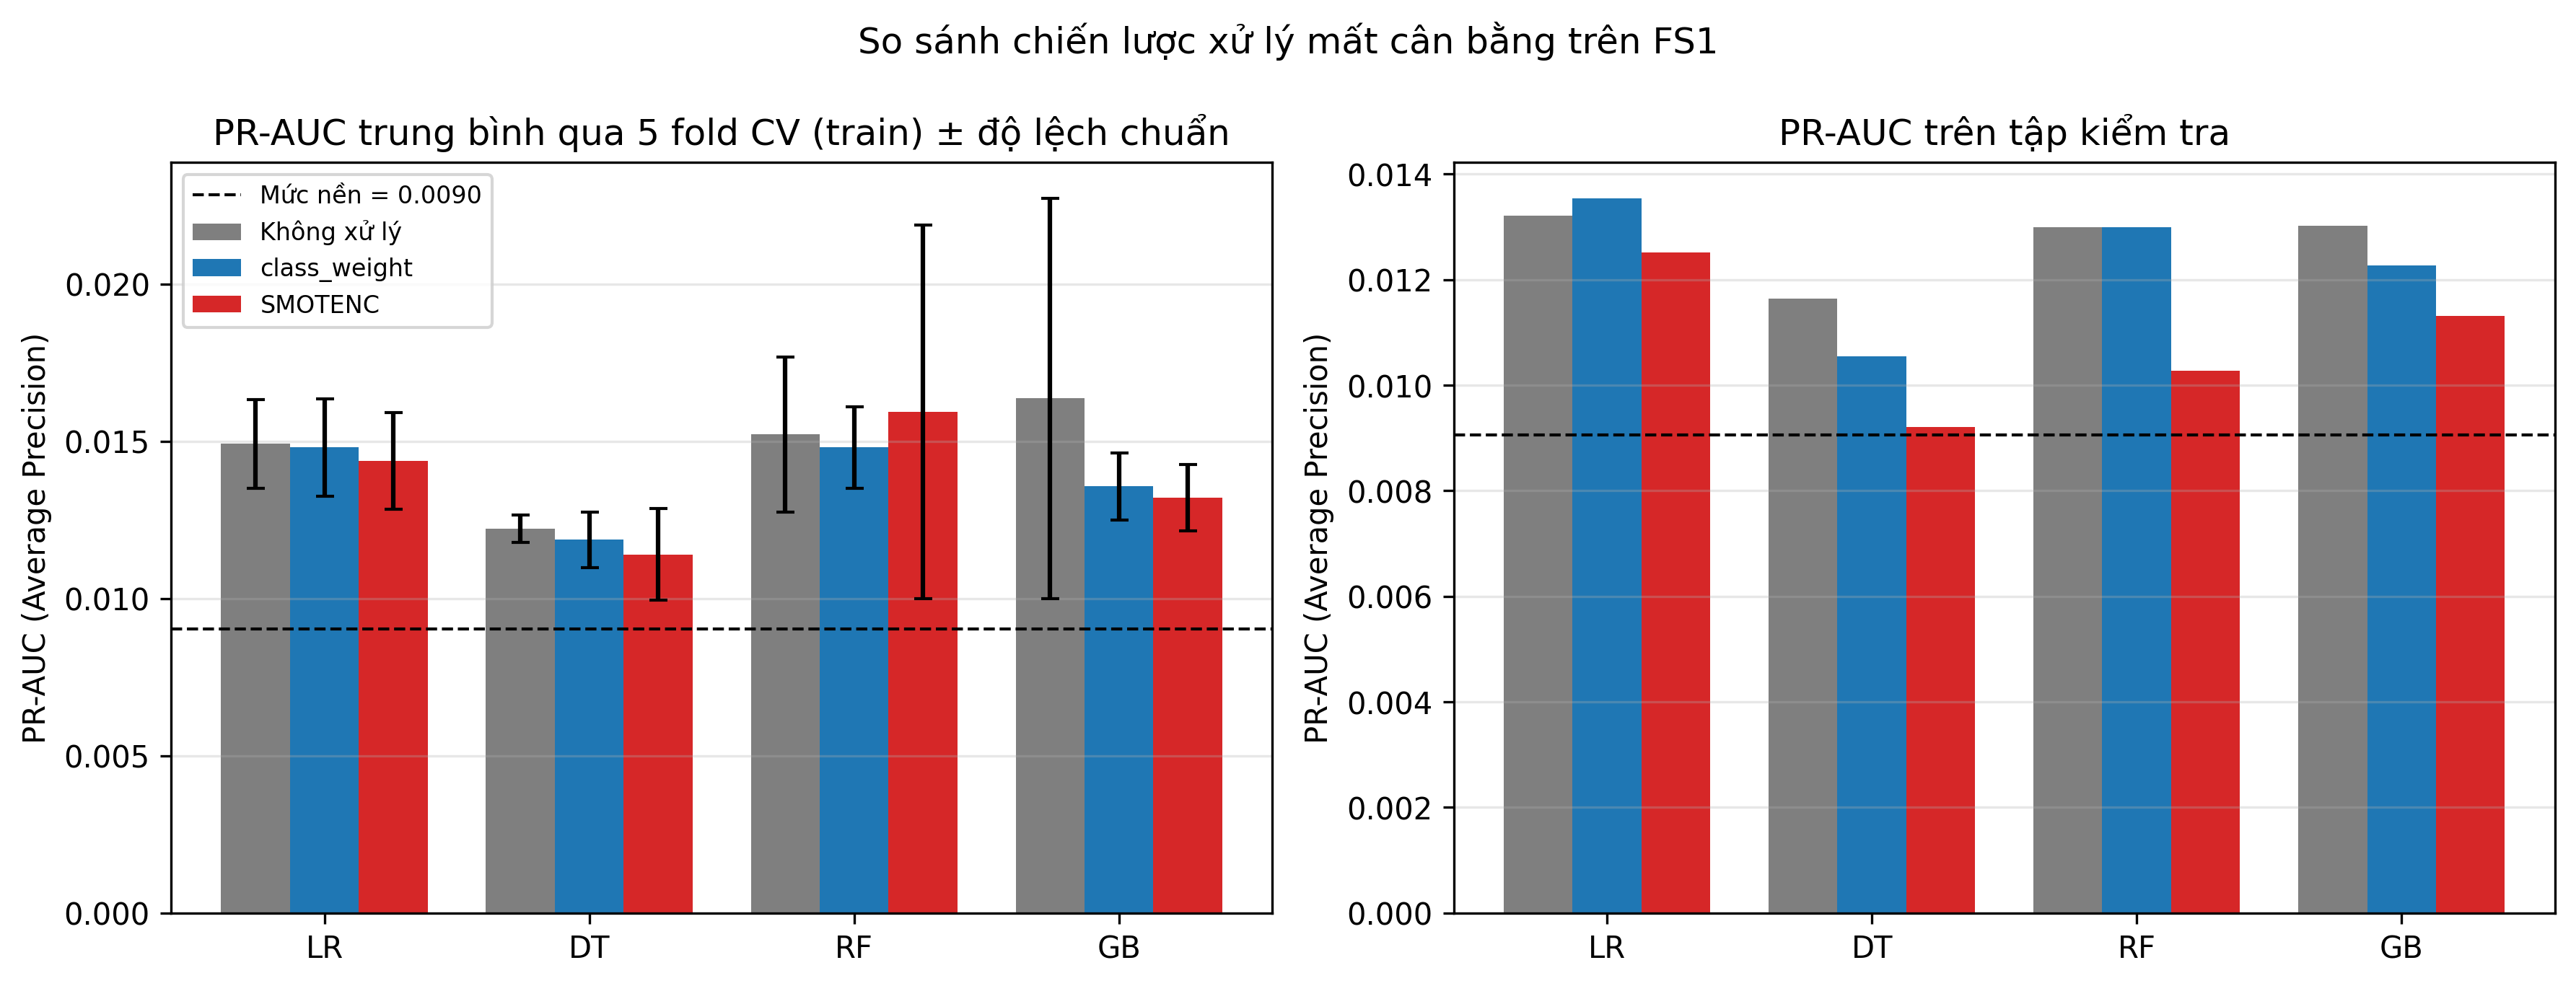 So sánh chiến lược xử lý mất cân bằng trên FS1
PR-AUC trung bình qua 5 fold CV (train) ± độ lệch chuẩn
PR-AUC (Average Precision)
0.020
0.015
0.010
0.005
0.000
Mức nền = 0.0090
Không xử lý
class_weight
SMOTENC
LR DT RF GB
PR-AUC trên tập kiểm tra
PR-AUC (Average Precision)
0.014
0.012
0.010
0.008
0.006
0.004
0.002
0.000
LR DT RF GB